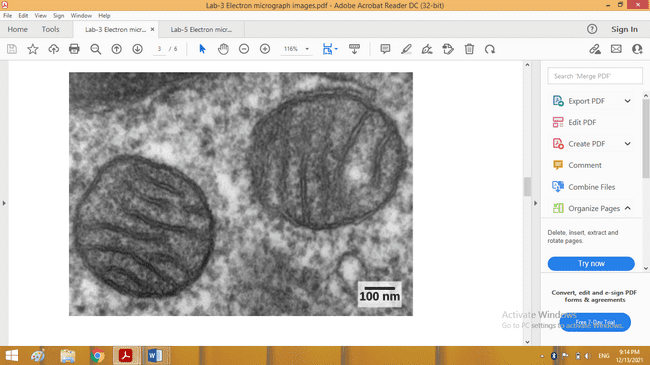 Lab-3 Electron micrograph images.pdf - Adobe Acrobat Reader DC (32-bit)
File Edit View Sign Window Help
Home Tools Lab-3 Electron micr... × Lab-5 Electron micr... Sign In
3 / 6 116%
Search 'Merge PDF'
Export PDF
Edit PDF
Create PDF
Comment
Combine Files
Organize Pages
Delete, insert, extract and
rotate pages.
Try now
100 nm
Convert, edit and e-sign PDF
forms & agreements
Activate Windows
Go to PC settings to activate Windows.
Free 7-Day Trial
ENG
9:14 PM
12/13/2021